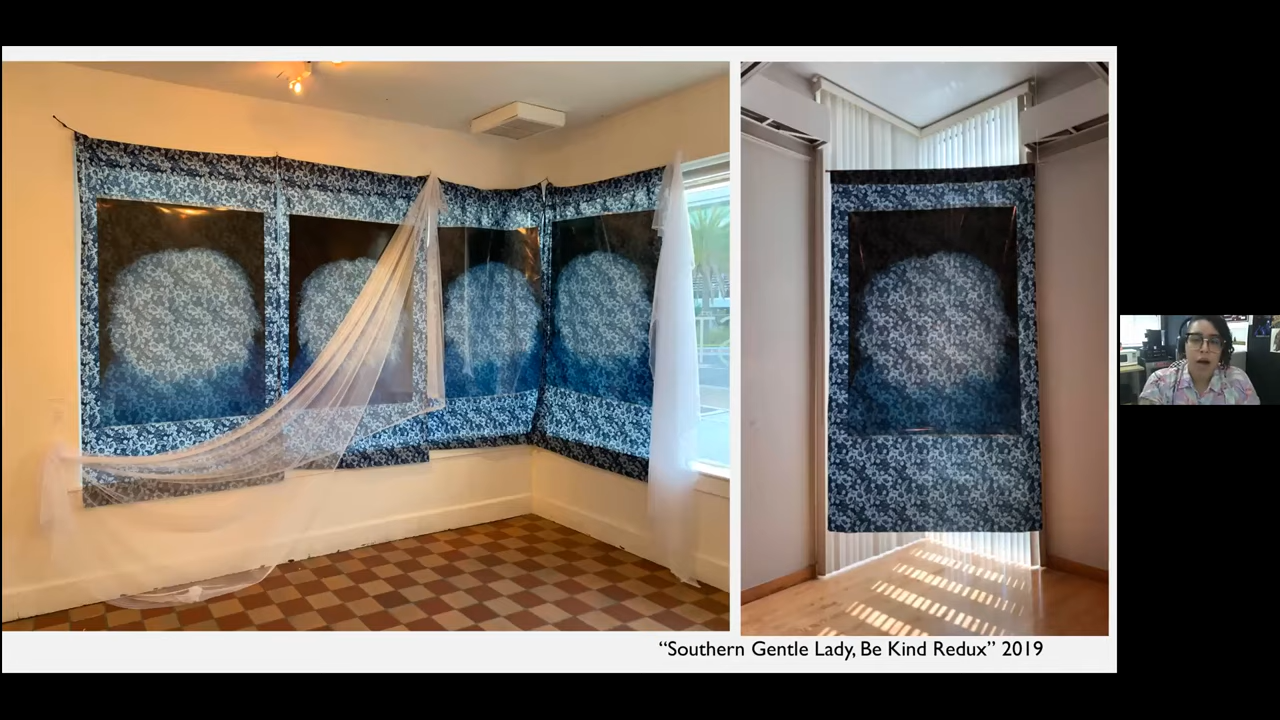 “Southern Gentle Lady, Be Kind Redux” 2019